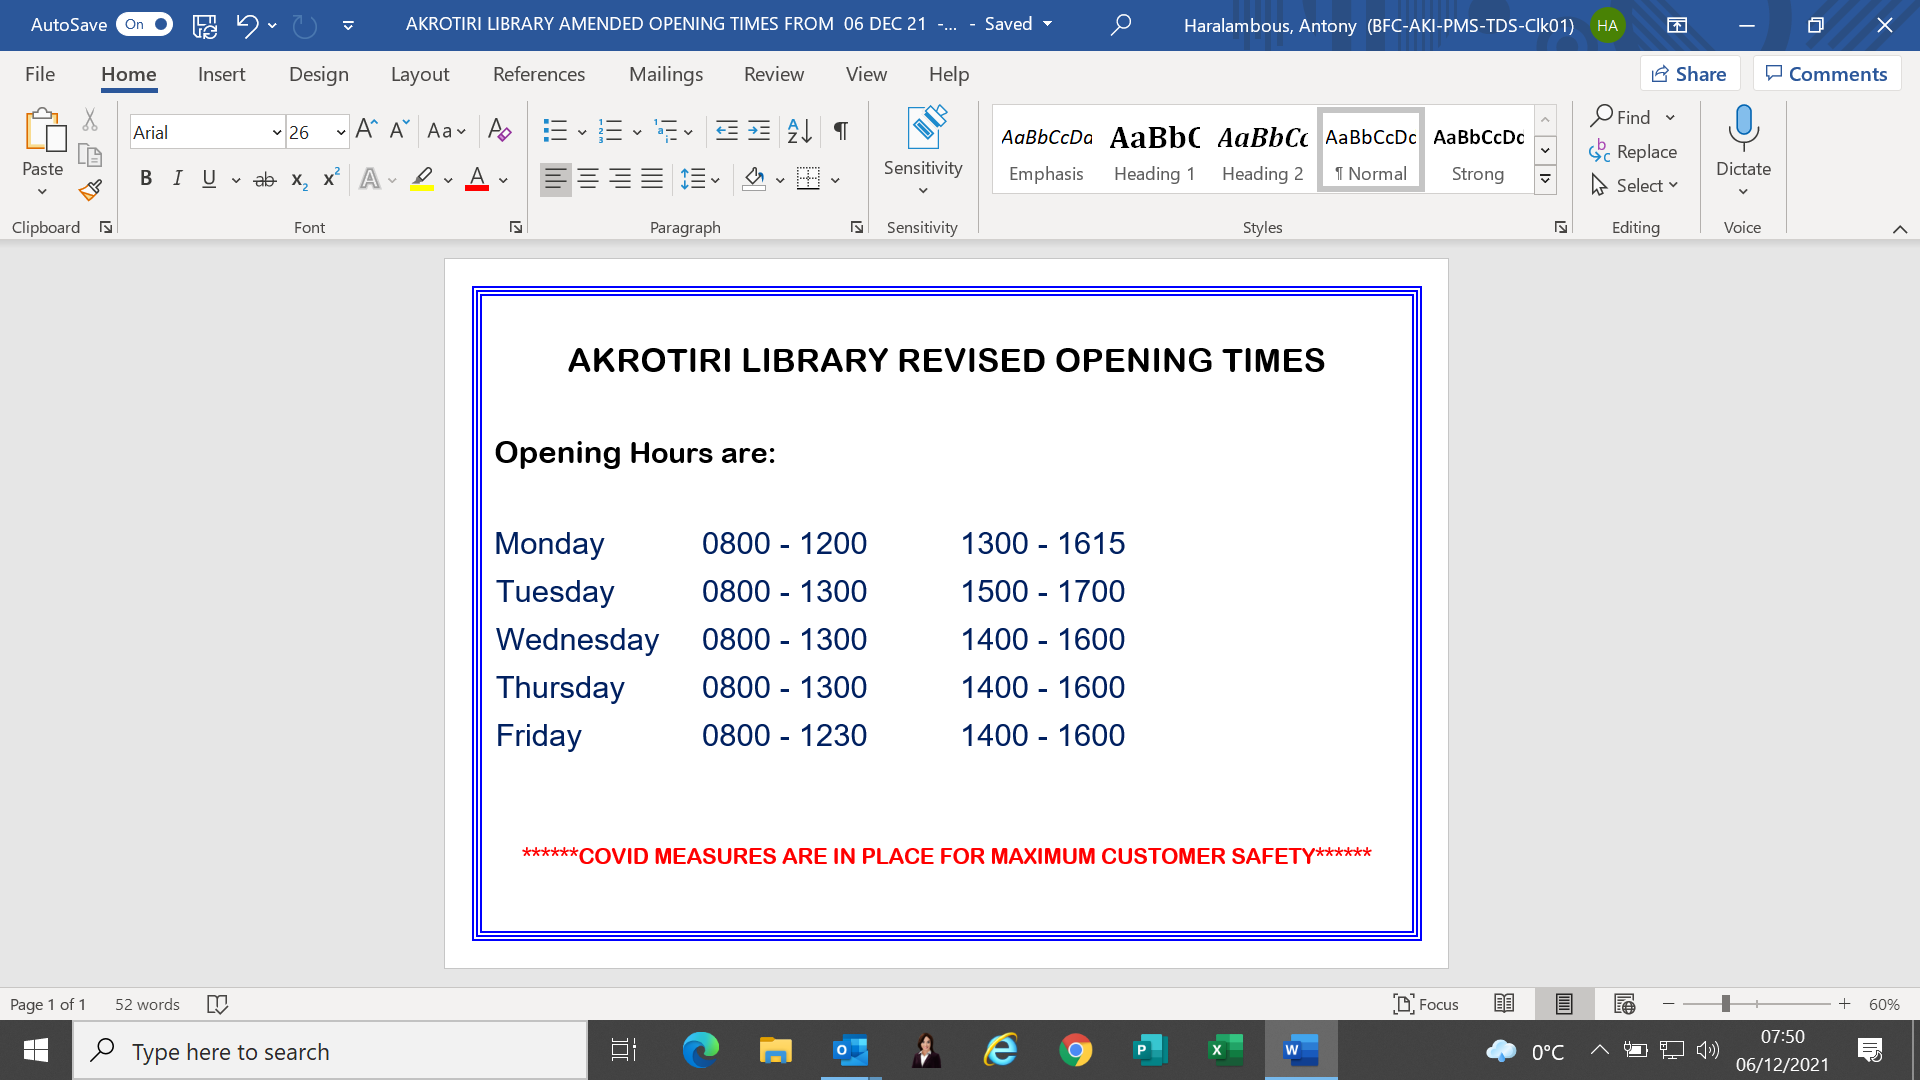 AutoSave On AKROTIRI LIBRARY AMENDED OPENING TIMES FROM 06 DEC 21 -... - Saved Haralambous, Antony (BFC-AKI-PMS-TDS-Clk01) HA
File Home Insert Design Layout References Mailings Review View Help Share Comments
Paste
Arial 26 Aa
Sensitivity
AaBbCcDd AaBbC AaBbCc AaBbCcDc AaBbCcDc
Emphasis Heading 1 Heading 2 ¶ Normal Strong
Find
Replace
Select
Dictate
Clipboard Font Paragraph Sensitivity Styles Editing Voice
AKROTIRI LIBRARY REVISED OPENING TIMES
Opening Hours are:
Monday 0800 - 1200 1300 - 1615
Tuesday 0800 - 1300 1500 - 1700
Wednesday 0800 - 1300 1400 - 1600
Thursday 0800 - 1300 1400 - 1600
Friday 0800 - 1230 1400 - 1600
******COVID MEASURES ARE IN PLACE FOR MAXIMUM CUSTOMER SAFETY******
Page 1 of 1 52 words Focus 60%
Type here to search 0°C 07:50
06/12/2021